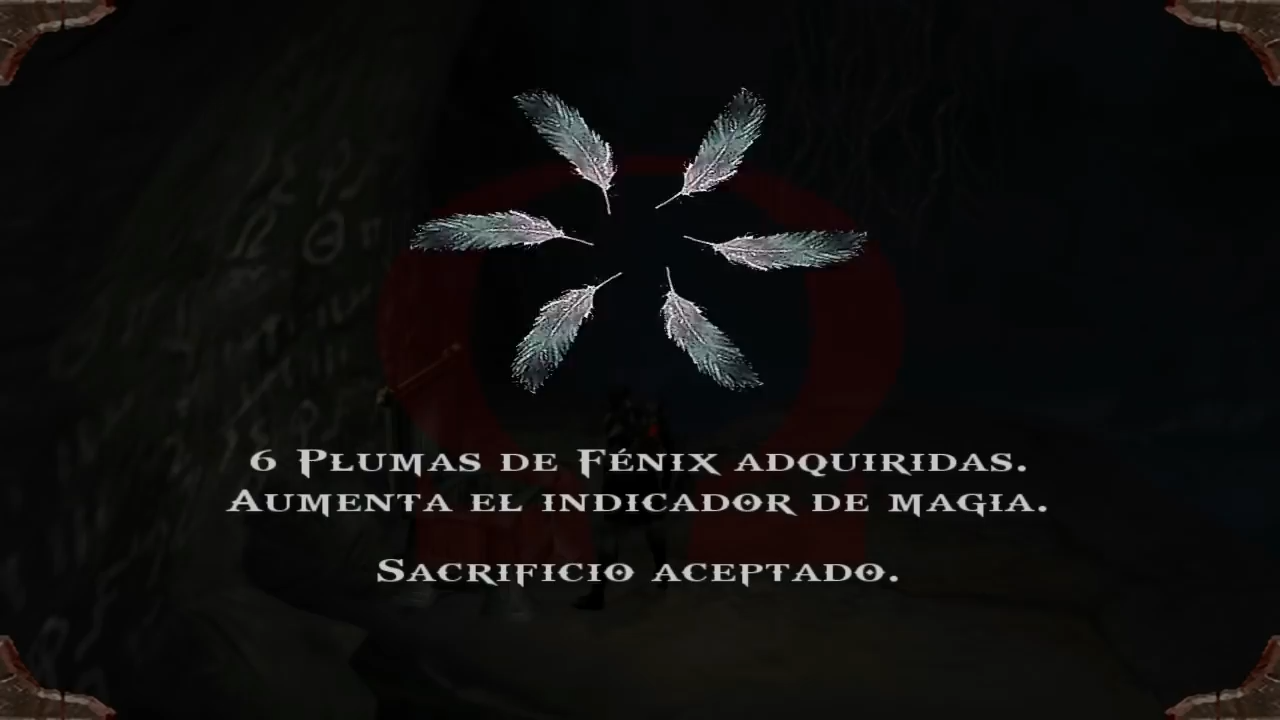 6 Plumas de Fénix adquiridas.
Aumenta el indicador de magia.
Sacrificio aceptado.